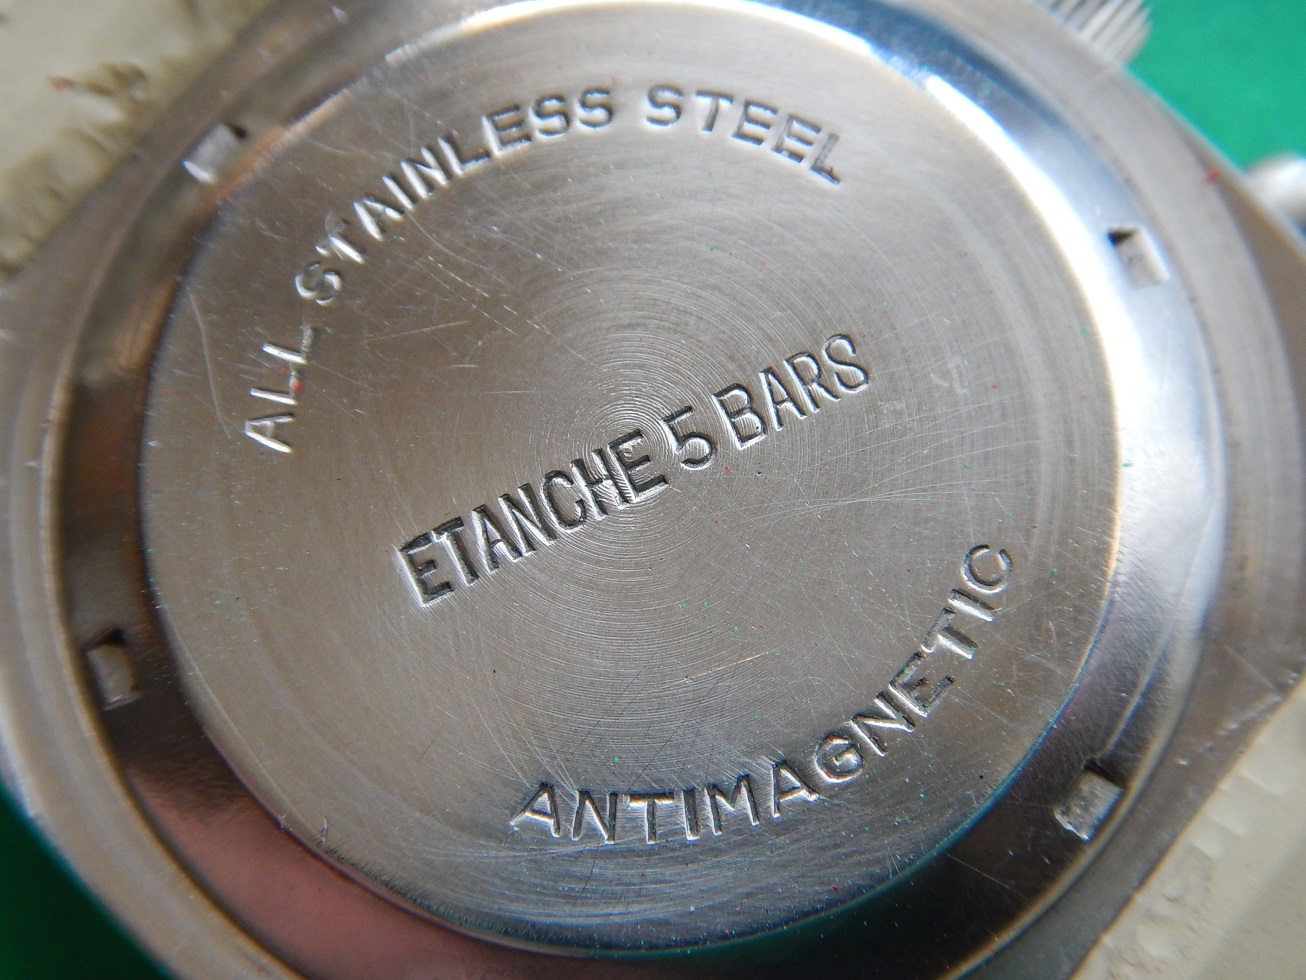 ALL STAINLESS STEEL
ETANCHE 5 BARS
ANTIMAGNETIC